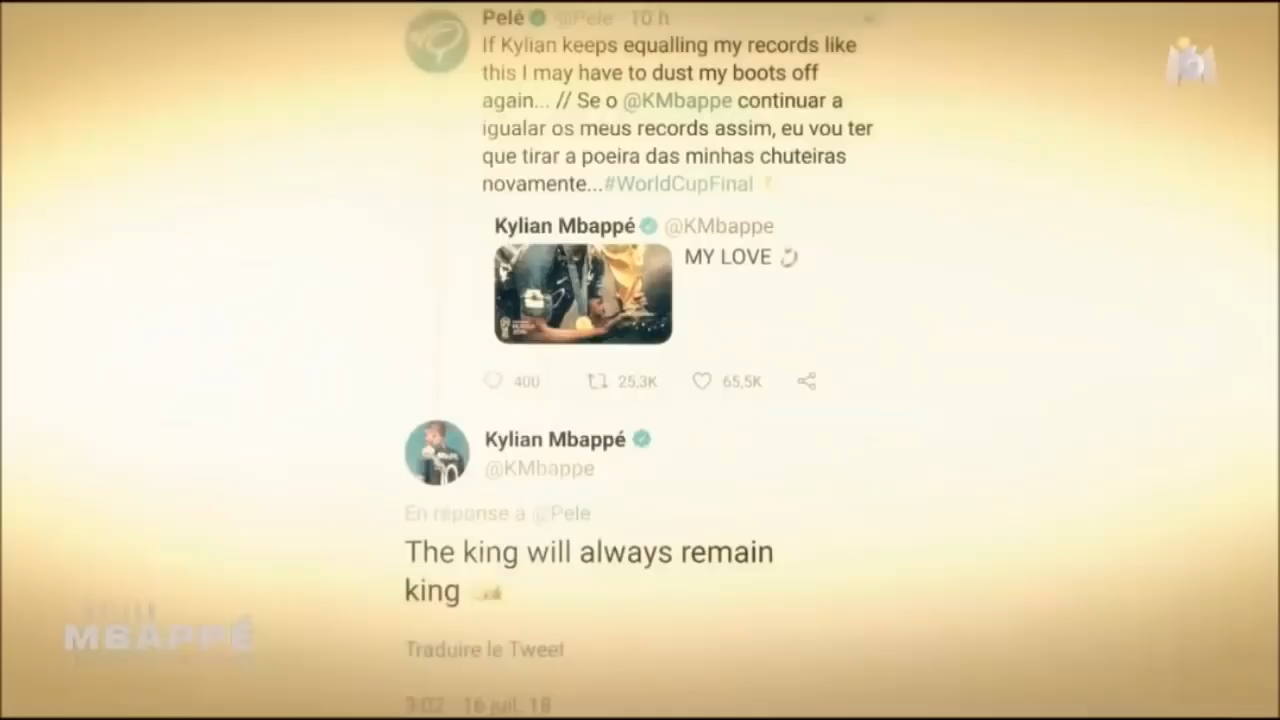 Pelé @Pele · 10 h
If Kylian keeps equalling my records like
this I may have to dust my boots off
again... // Se o @KMbappe continuar a
igualar os meus records assim, eu vou ter
que tirar a poeira das minhas chuteiras
novamente...#WorldCupFinal
Kylian Mbappé @KMbappe
MY LOVE
400 25,3K 65,5K
Kylian Mbappé
@KMbappe
En réponse à @Pele
The king will always remain
king
Traduire le Tweet
3:02 · 16 juil. 18
MBAPPÉ